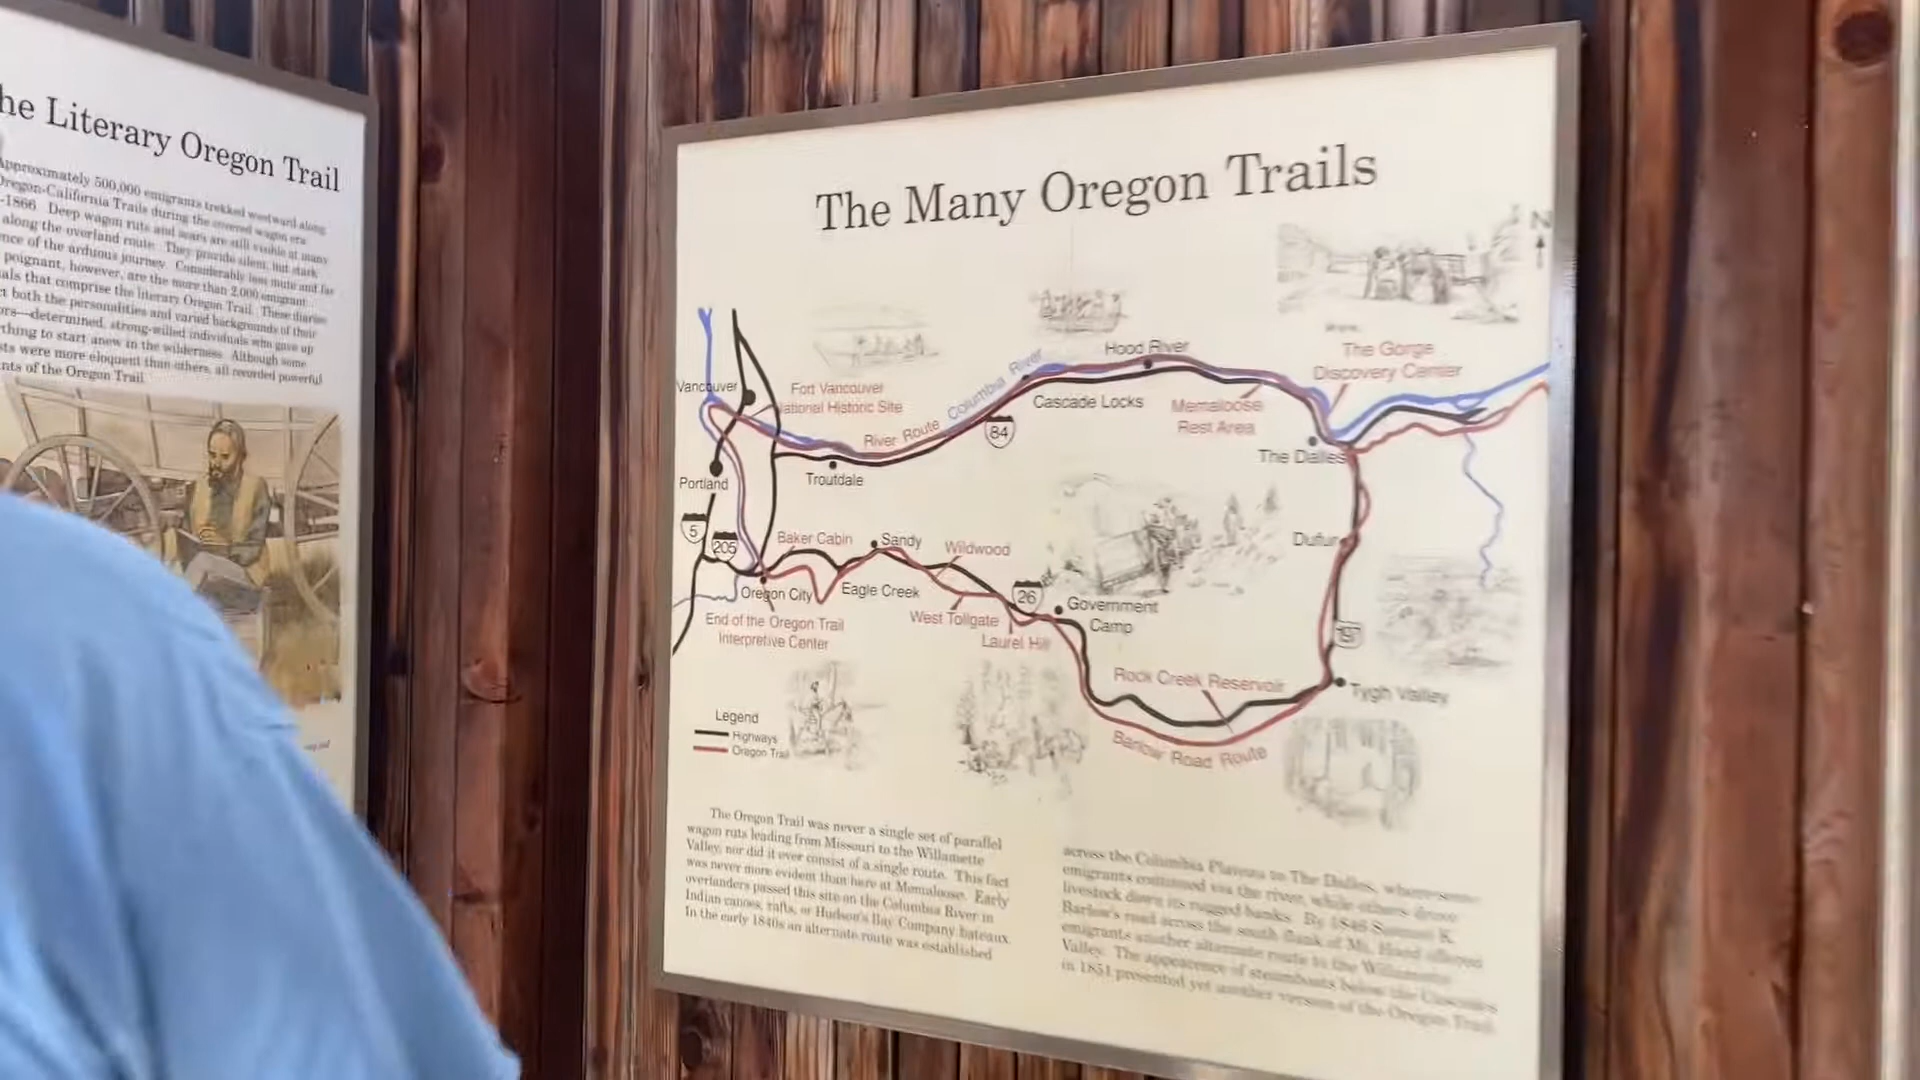 he Literary Oregon Trail
Approximately 500,000 emigrants trekked westward along
Oregon-California Trails during the covered wagon era
-1866. Deep wagon ruts and scars are still visible at many
along the overland route. They provide silent, but stark
nce of the arduous journey. Considerably less mute and far
poignant, however, are the more than 2,000 emigrant
als that comprise the literary Oregon Trail. These diaries
ct both the personalities and varied backgrounds of their
ors—determined, strong-willed individuals who gave up
thing to start anew in the wilderness. Although some
sts were more eloquent than others, all recorded powerful
nts of the Oregon Trail.
The Many Oregon Trails
N
Hood River
The Gorge
Discovery Center
Vancouver
Fort Vancouver
National Historic Site
Columbia River
River Route
84
Cascade Locks
Memaloose
Rest Area
The Dalles
Portland
Troutdale
5
205
Baker Cabin
Sandy
Wildwood
Dufur
Oregon City
Eagle Creek
26
Government
Camp
End of the Oregon Trail
Interpretive Center
West Tollgate
Laurel Hill
197
Rock Creek Reservoir
Tygh Valley
Barlow Road Route
Legend
Highways
Oregon Trail
The Oregon Trail was never a single set of parallel
wagon ruts leading from Missouri to the Willamette
Valley, nor did it ever consist of a single route. This fact
was never more evident than here at Memaloose. Early
overlanders passed this site on the Columbia River in
Indian canoes, rafts, or Hudson's Bay Company bateaux.
In the early 1840s an alternate route was established
across the Columbia Plateau to The Dalles, where some
emigrants continued via the river, while others drove
livestock down its rugged banks. By 1846 Samuel K.
Barlow's road across the south flank of Mt. Hood offered
emigrants another alternate route to the Willamette
Valley. The appearance of steamboats below the Cascades
in 1851 presented yet another version of the Oregon Trail.